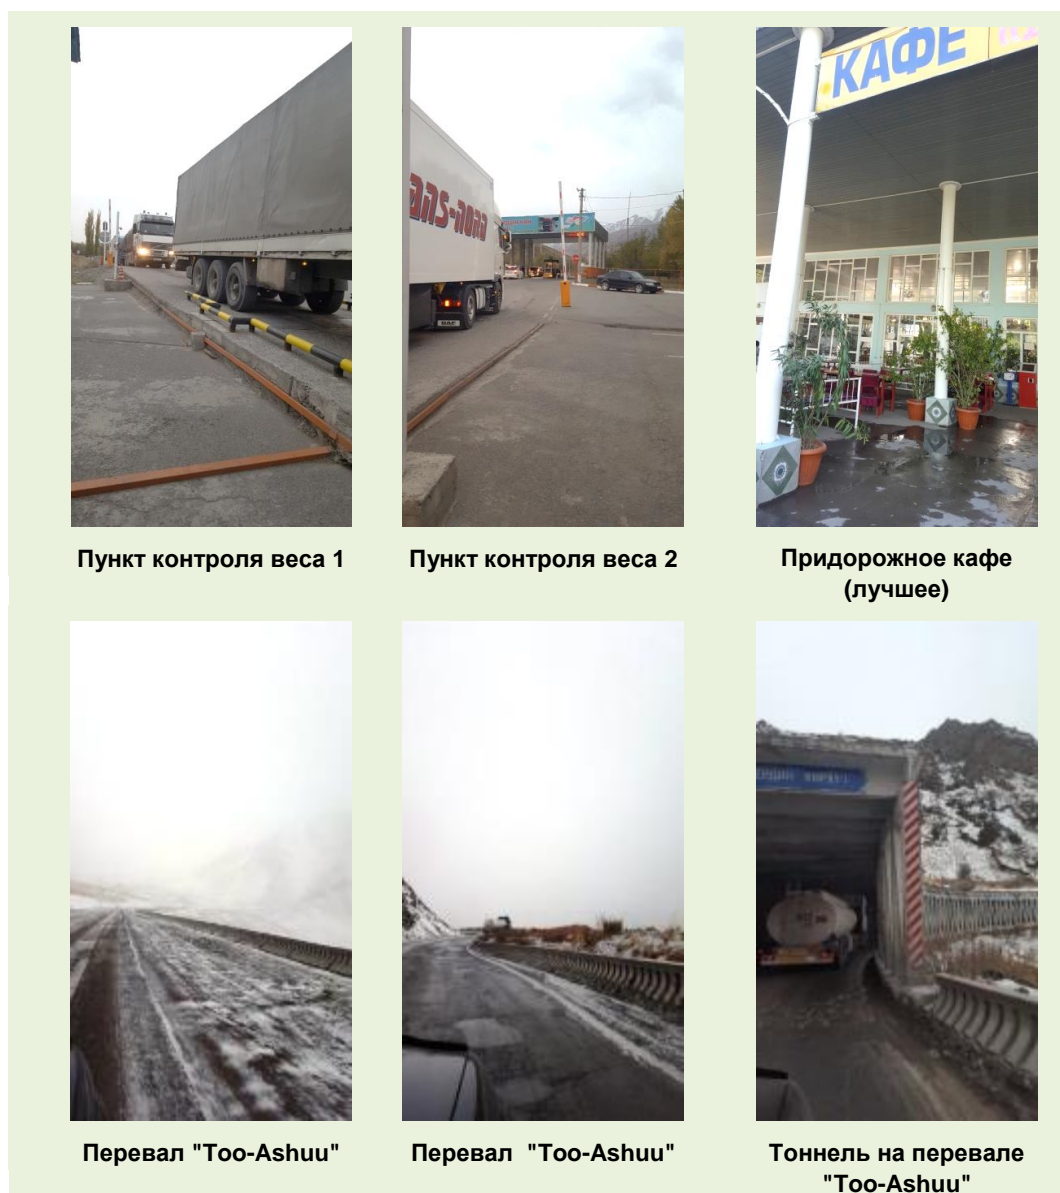 КАФЕ
Пункт контроля веса 1
Пункт контроля веса 2
Придорожное кафе
(лучшее)
Перевал "Too-Ashuu"
Перевал "Too-Ashuu"
Тоннель на перевале
"Too-Ashuu"